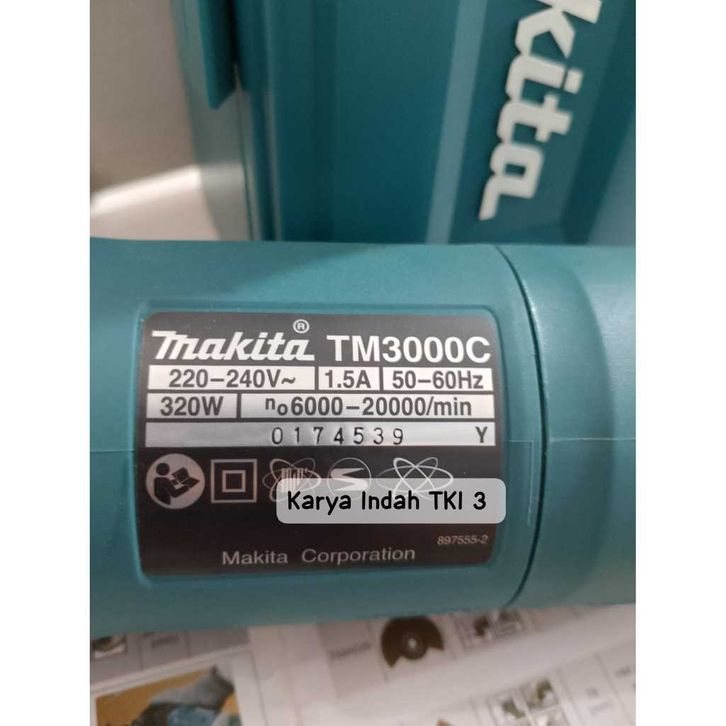 kita
makita® TM3000C
220-240V~ 1.5A 50-60Hz
320W n₀6000-20000/min
0174539 Y
Karya Indah TKI 3
897555-2
Makita Corporation